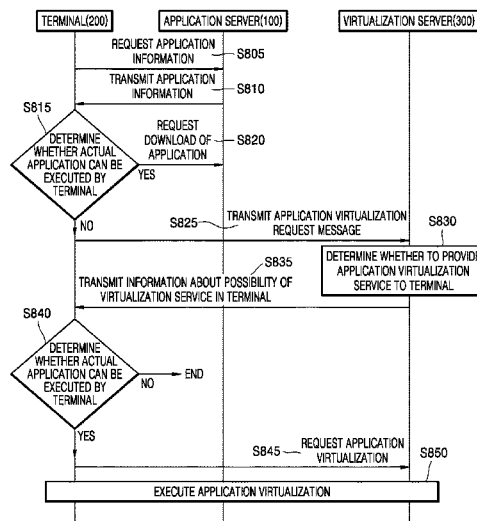 TERMINAL(200)
APPLICATION SERVER(100)
VIRTUALIZATION SERVER(300)
REQUEST APPLICATION
INFORMATION
S805
TRANSMIT APPLICATION
INFORMATION
S810
S815
DETERMINE
WHETHER ACTUAL
APPLICATION CAN BE
EXECUTED BY
TERMINAL
REQUEST
DOWNLOAD OF
APPLICATION
S820
YES
NO
S825
TRANSMIT APPLICATION VIRTUALIZATION
REQUEST MESSAGE
S830
DETERMINE WHETHER TO PROVIDE
APPLICATION VIRTUALIZATION
SERVICE TO TERMINAL
S835
TRANSMIT INFORMATION ABOUT POSSIBILITY OF
VIRTUALIZATION SERVICE IN TERMINAL
S840
DETERMINE
WHETHER ACTUAL
APPLICATION CAN BE
EXECUTED BY
TERMINAL
NO
END
YES
S845
REQUEST APPLICATION
VIRTUALIZATION
S850
EXECUTE APPLICATION VIRTUALIZATION